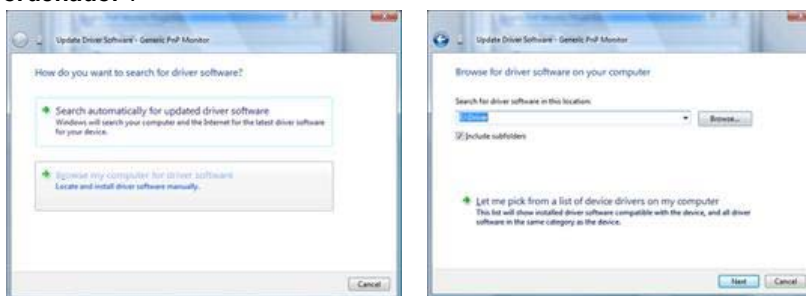 Update Driver Software - Generic PnP Monitor
How do you want to search for driver software?
Search automatically for updated driver software
Windows will search your computer and the Internet for the latest driver software
for your device.
Browse my computer for driver software
Locate and install driver software manually.
Cancel
Update Driver Software - Generic PnP Monitor
Browse for driver software on your computer
Search for driver software in this location:
Browse...
Include subfolders
Let me pick from a list of device drivers on my computer
This list will show installed driver software compatible with the device, and all driver
software in the same category as the device.
Next
Cancel